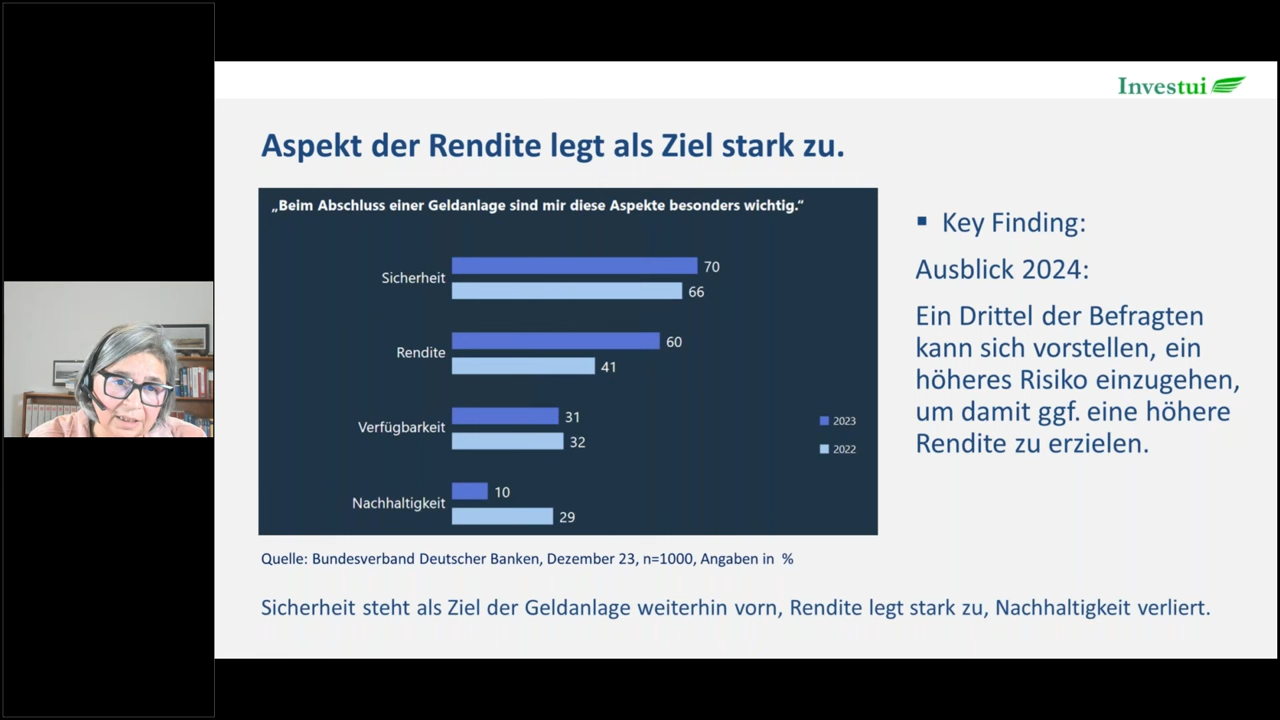 Investui
Aspekt der Rendite legt als Ziel stark zu.
„Beim Abschluss einer Geldanlage sind mir diese Aspekte besonders wichtig.“
Sicherheit
70
66
Rendite
60
41
Verfügbarkeit
31
32
Nachhaltigkeit
10
29
2023
2022
Quelle: Bundesverband Deutscher Banken, Dezember 23, n=1000, Angaben in %
▪ Key Finding:
Ausblick 2024:
Ein Drittel der Befragten
kann sich vorstellen, ein
höheres Risiko einzugehen,
um damit ggf. eine höhere
Rendite zu erzielen.
Sicherheit steht als Ziel der Geldanlage weiterhin vorn, Rendite legt stark zu, Nachhaltigkeit verliert.